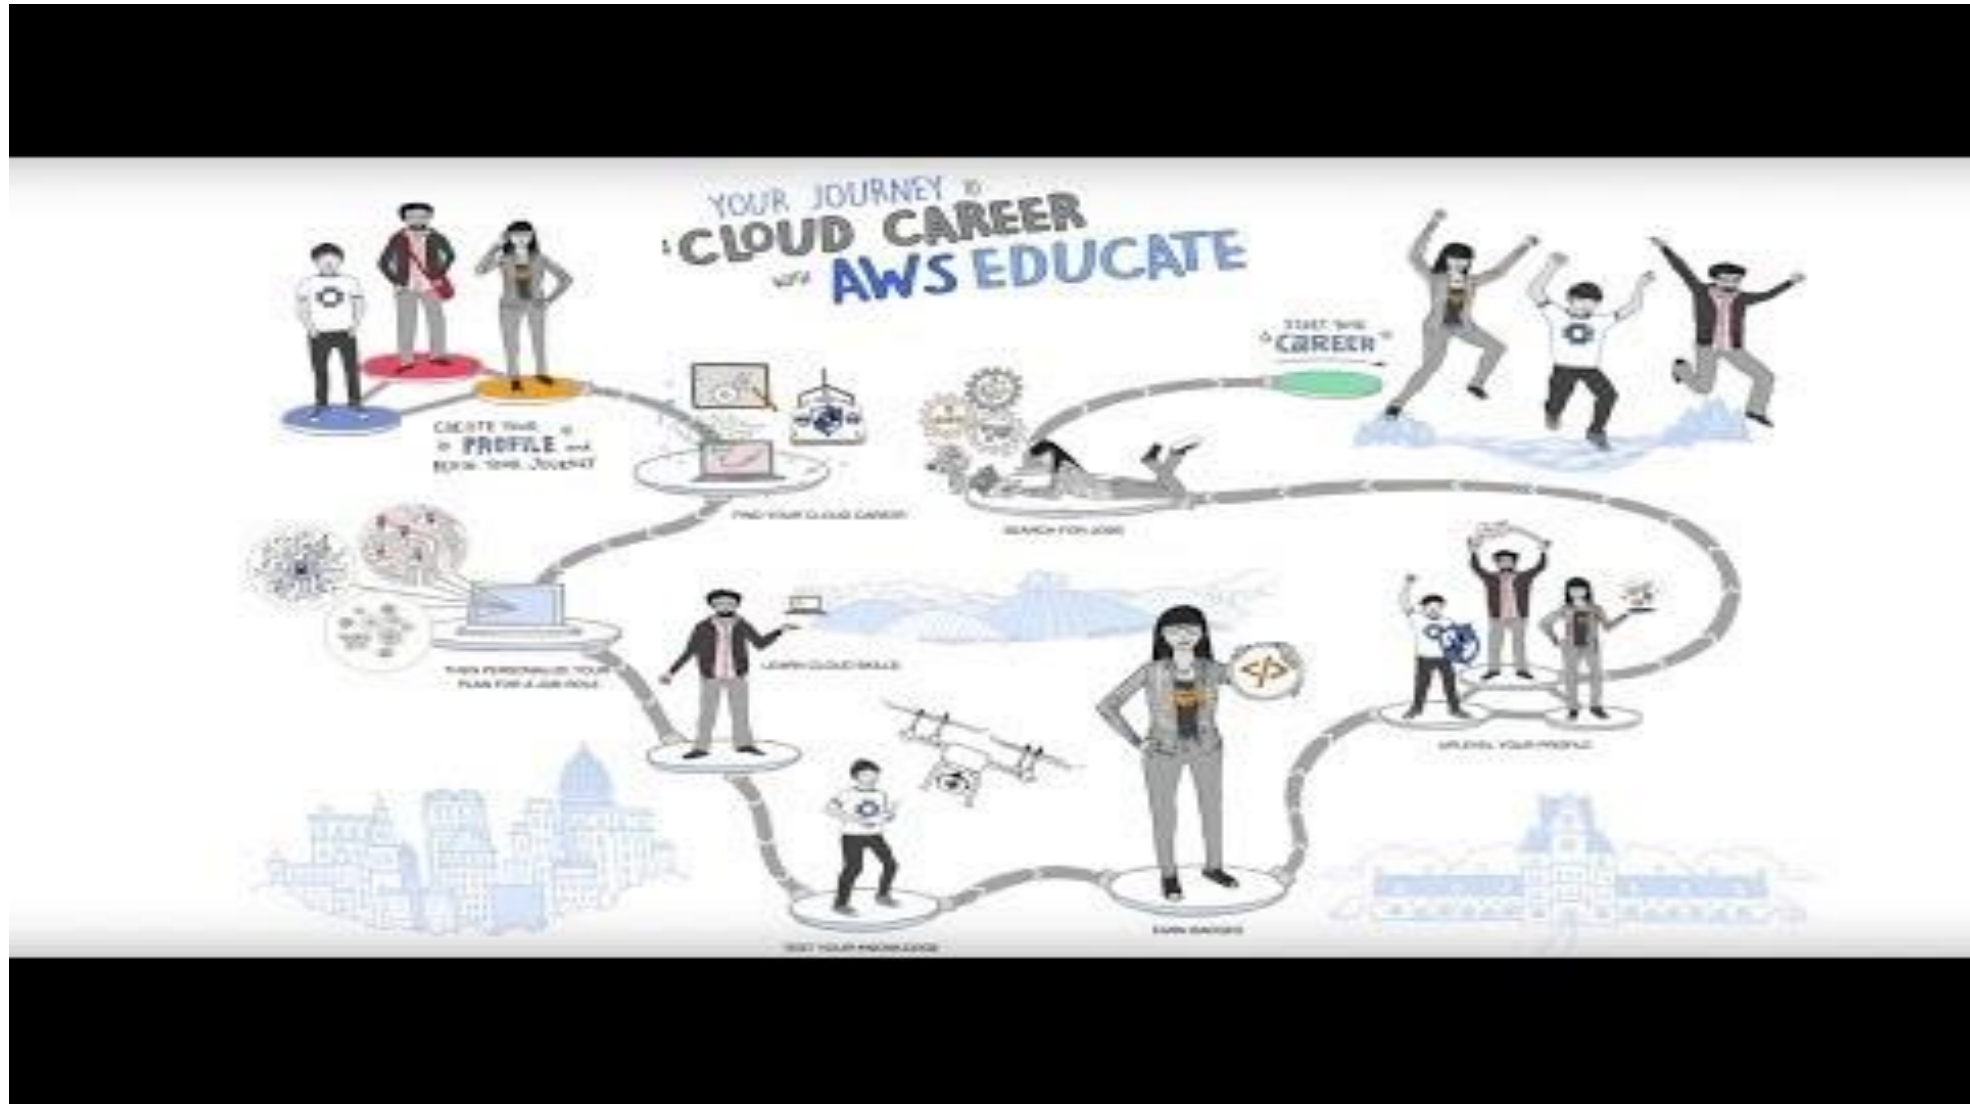 YOUR JOURNEY TO
A CLOUD CAREER
WITH AWS EDUCATE
CREATE YOUR
PROFILE and
BEGIN YOUR JOURNEY
FIND YOUR CLOUD CAREER
THEN PERSONALIZE YOUR
PLAN FOR A JOB ROLE
LEARN CLOUD SKILLS
TEST YOUR KNOWLEDGE
EARN BADGES
UPLEVEL YOUR PROFILE
SEARCH FOR JOBS
START YOUR
CAREER
</>